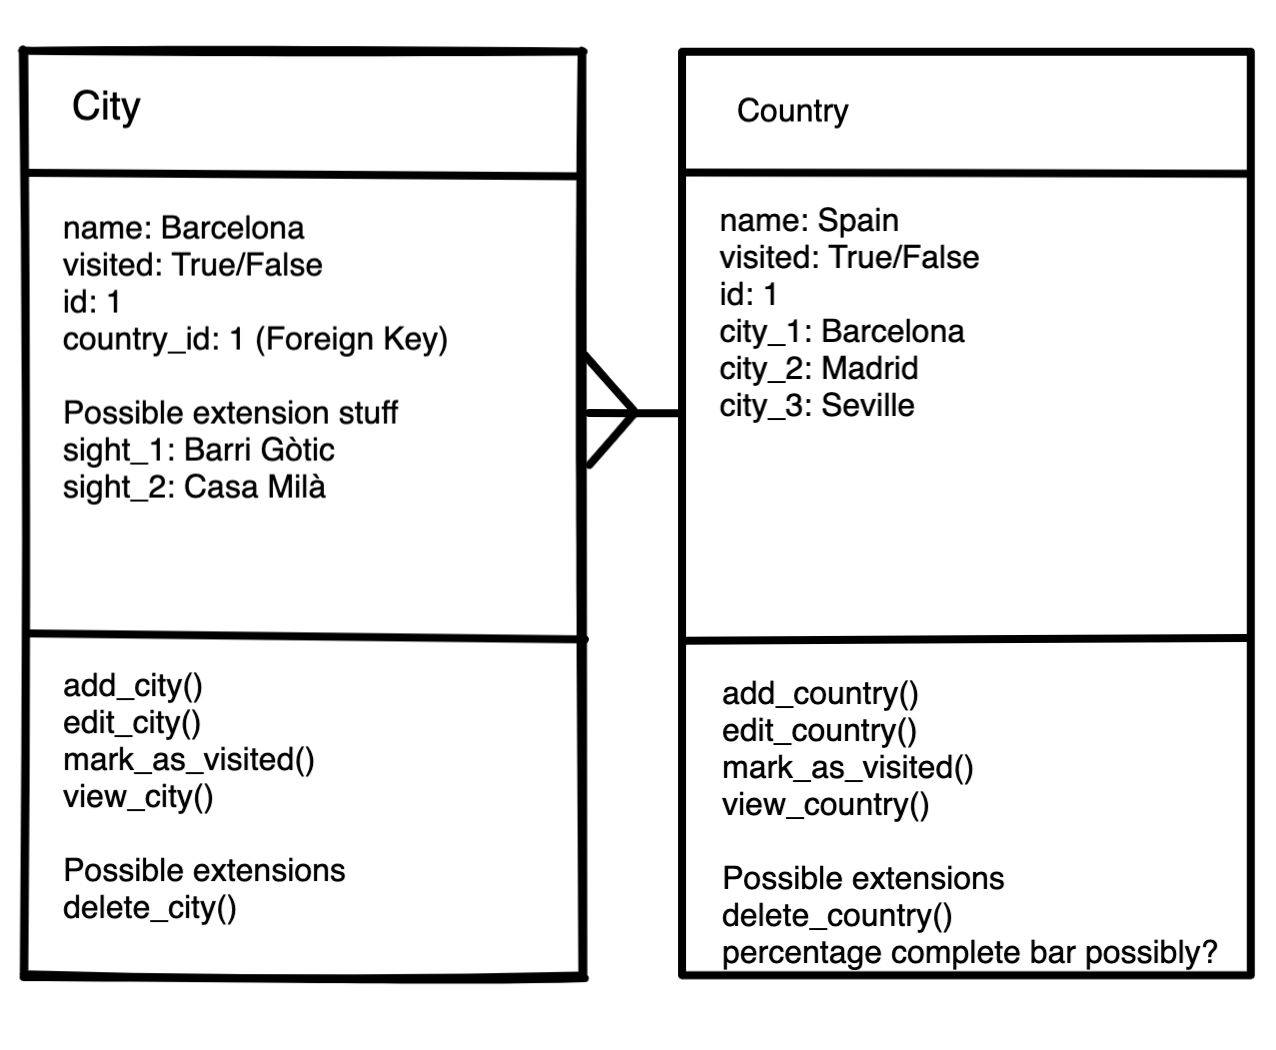 City
name: Barcelona
visited: True/False
id: 1
country_id: 1 (Foreign Key)
Possible extension stuff
sight_1: Barri Gòtic
sight_2: Casa Milà
add_city()
edit_city()
mark_as_visited()
view_city()
Possible extensions
delete_city()
Country
name: Spain
visited: True/False
id: 1
city_1: Barcelona
city_2: Madrid
city_3: Seville
add_country()
edit_country()
mark_as_visited()
view_country()
Possible extensions
delete_country()
percentage complete bar possibly?